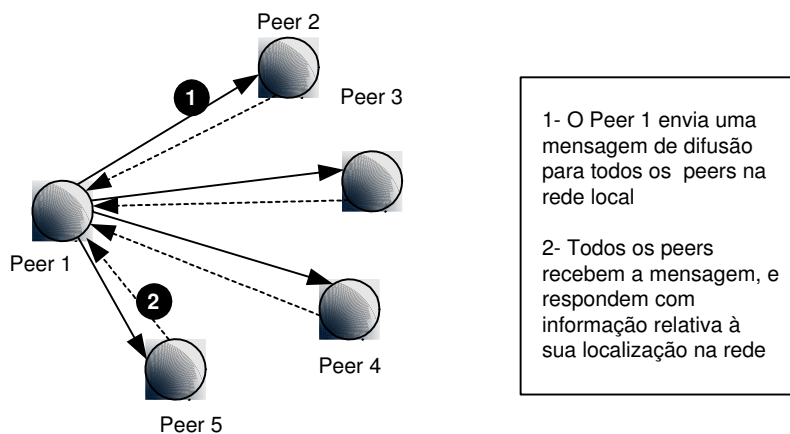 Peer 2
1
Peer 3
Peer 1
2
Peer 4
Peer 5
1- O Peer 1 envia uma
mensagem de difusão
para todos os peers na
rede local
2- Todos os peers
recebem a mensagem, e
respondem com
informação relativa à
sua localização na rede